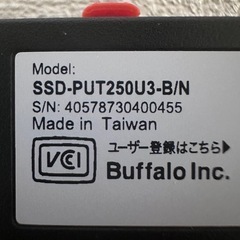 Model:
SSD-PUT250U3-B/N
S/N: 40578730400455
Made in Taiwan
VCI
ユーザー登録はこちら▶
Buffalo Inc.